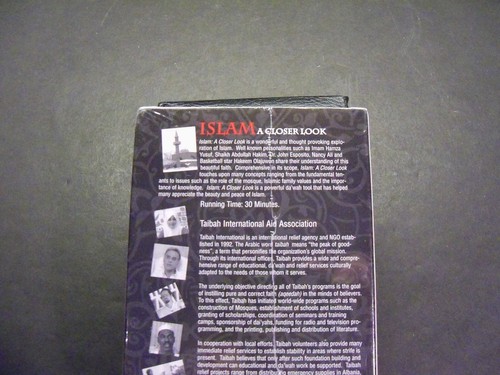 ISLAM A CLOSER LOOK
Islam: A Closer Look is a wonderful and thought provoking explo-
ration of Islam. Well known personalities such as Imam Hamza
Yusuf, Shaikh Abdullah Hakim, Dr. John Esposito, Nancy Ali and
Basketball star Hakeem Olajuwon share their understanding of this
beautiful faith. Comprehensive in its scope, Islam: A Closer Look
touches upon many concepts ranging from the fundamental ten-
ants to issues such as the role of the mosque, Islamic family values and the impor-
tance of knowledge. Islam: A Closer Look is a powerful da'wah tool that has helped
many appreciate the beauty and peace of Islam.
Running Time: 30 Minutes.
Taibah International Aid Association
Taibah International is an international relief agency and NGO estab-
lished in 1992. The Arabic word taibah means "the peak of good-
ness", a term that personifies the organization's global mission.
Through its international offices, Taibah provides a wide and compre-
hensive range of educational, da'wah and relief services culturally
adapted to the needs of those whom it serves.
The underlying objective directing all of Taibah's programs is the goal
of instilling pure and correct faith (aqeedah) in the minds of believers.
To this effect, Taibah has initiated world-wide programs such as the
construction of Mosques, establishment of schools and institutes,
granting of scholarships, coordination of seminar and training
camps, sponsorship of dai'yahs, funding for radio and television pro-
gramming, and the printing, publishing and distribution of literature.
In cooperation with local efforts, Taibah volunteers also provide many
immediate relief services to establish stability in areas where strife is
present. Taibah believes that only after such foundation building and
development can educational and da'wah work be supported. Taibah
relief projects range from distributing emergency supplies in Albania,